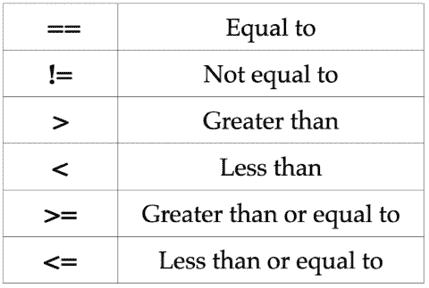 == Equal to
!= Not equal to
> Greater than
< Less than
>= Greater than or equal to
<= Less than or equal to